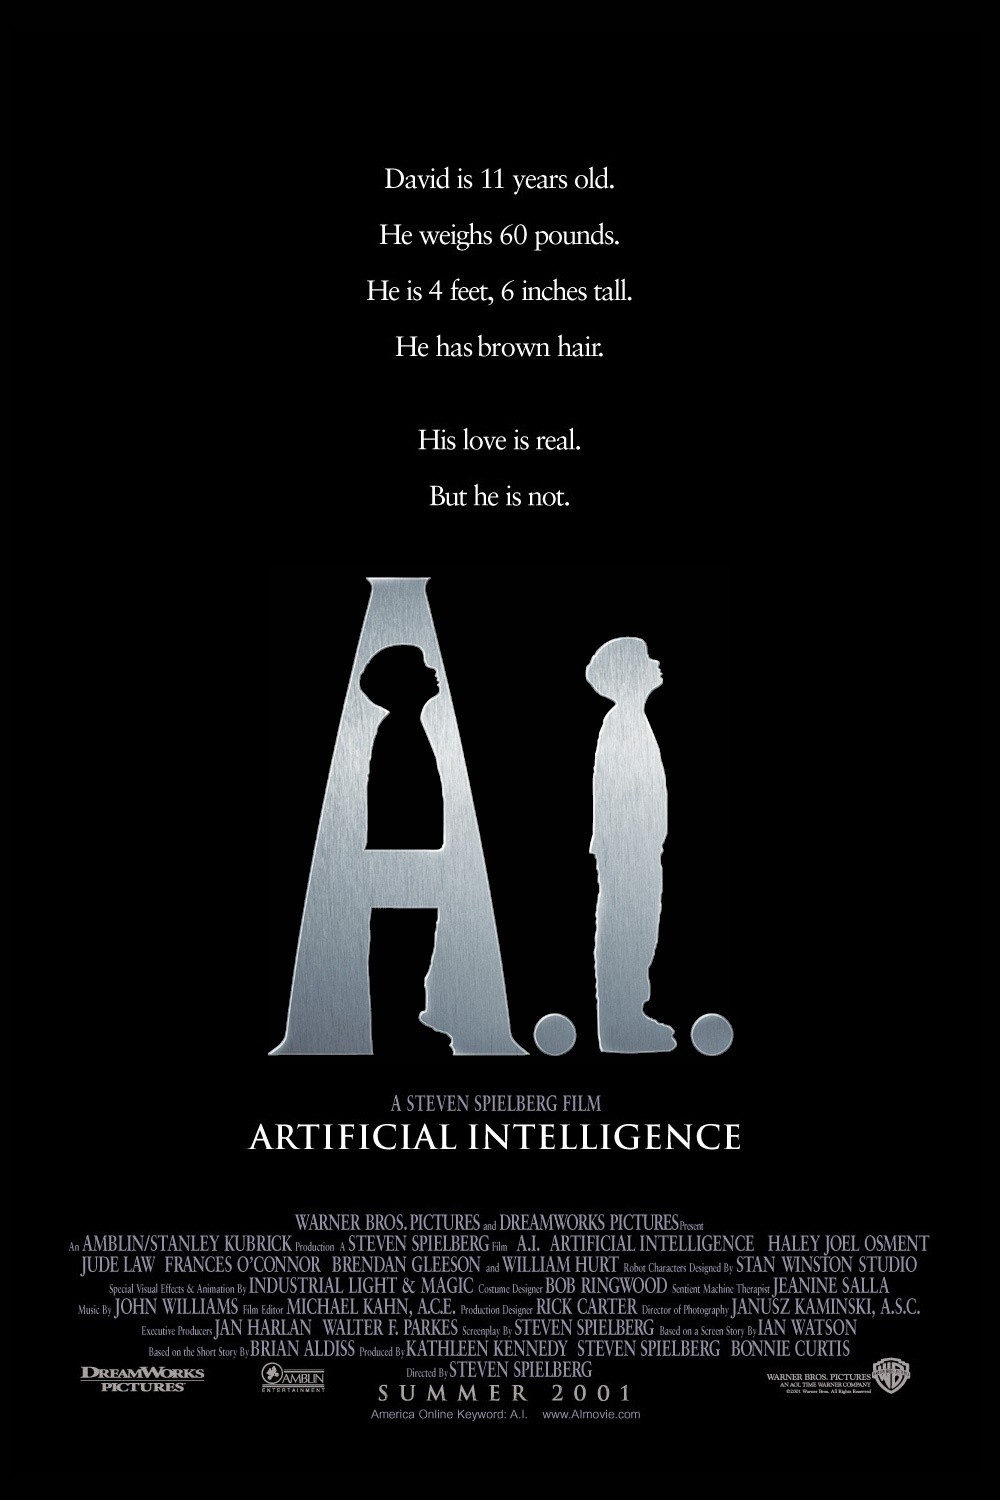 David is 11 years old.
He weighs 60 pounds.
He is 4 feet, 6 inches tall.
He has brown hair.
His love is real.
But he is not.
A.I.
A STEVEN SPIELBERG FILM
ARTIFICIAL INTELLIGENCE
WARNER BROS. PICTURES and DREAMWORKS PICTURES Present
An AMBLIN/STANLEY KUBRICK Production A STEVEN SPIELBERG Film A.I. ARTIFICIAL INTELLIGENCE HALEY JOEL OSMENT
JUDE LAW FRANCES O'CONNOR BRENDAN GLEESON and WILLIAM HURT Robot Characters Designed By STAN WINSTON STUDIO
Special Visual Effects & Animation By INDUSTRIAL LIGHT & MAGIC Costume Designer BOB RINGWOOD Sentient Machine Therapist JEANINE SALLA
Music By JOHN WILLIAMS Film Editor MICHAEL KAHN, A.C.E. Production Designer RICK CARTER Director of Photography JANUSZ KAMINSKI, A.S.C.
Executive Producers JAN HARLAN WALTER F. PARKES Screenplay By STEVEN SPIELBERG Based on a Screen Story By IAN WATSON
Based on the Short Story By BRIAN ALDISS Produced By KATHLEEN KENNEDY STEVEN SPIELBERG BONNIE CURTIS
Directed By STEVEN SPIELBERG
DREAMWORKS PICTURES
AMBLIN ENTERTAINMENT
WARNER BROS. PICTURES
AN AOL TIME WARNER COMPANY
©2001 Warner Bros. All Rights Reserved
WB
SUMMER 2001
America Online Keyword: A.I. www.AImovie.com